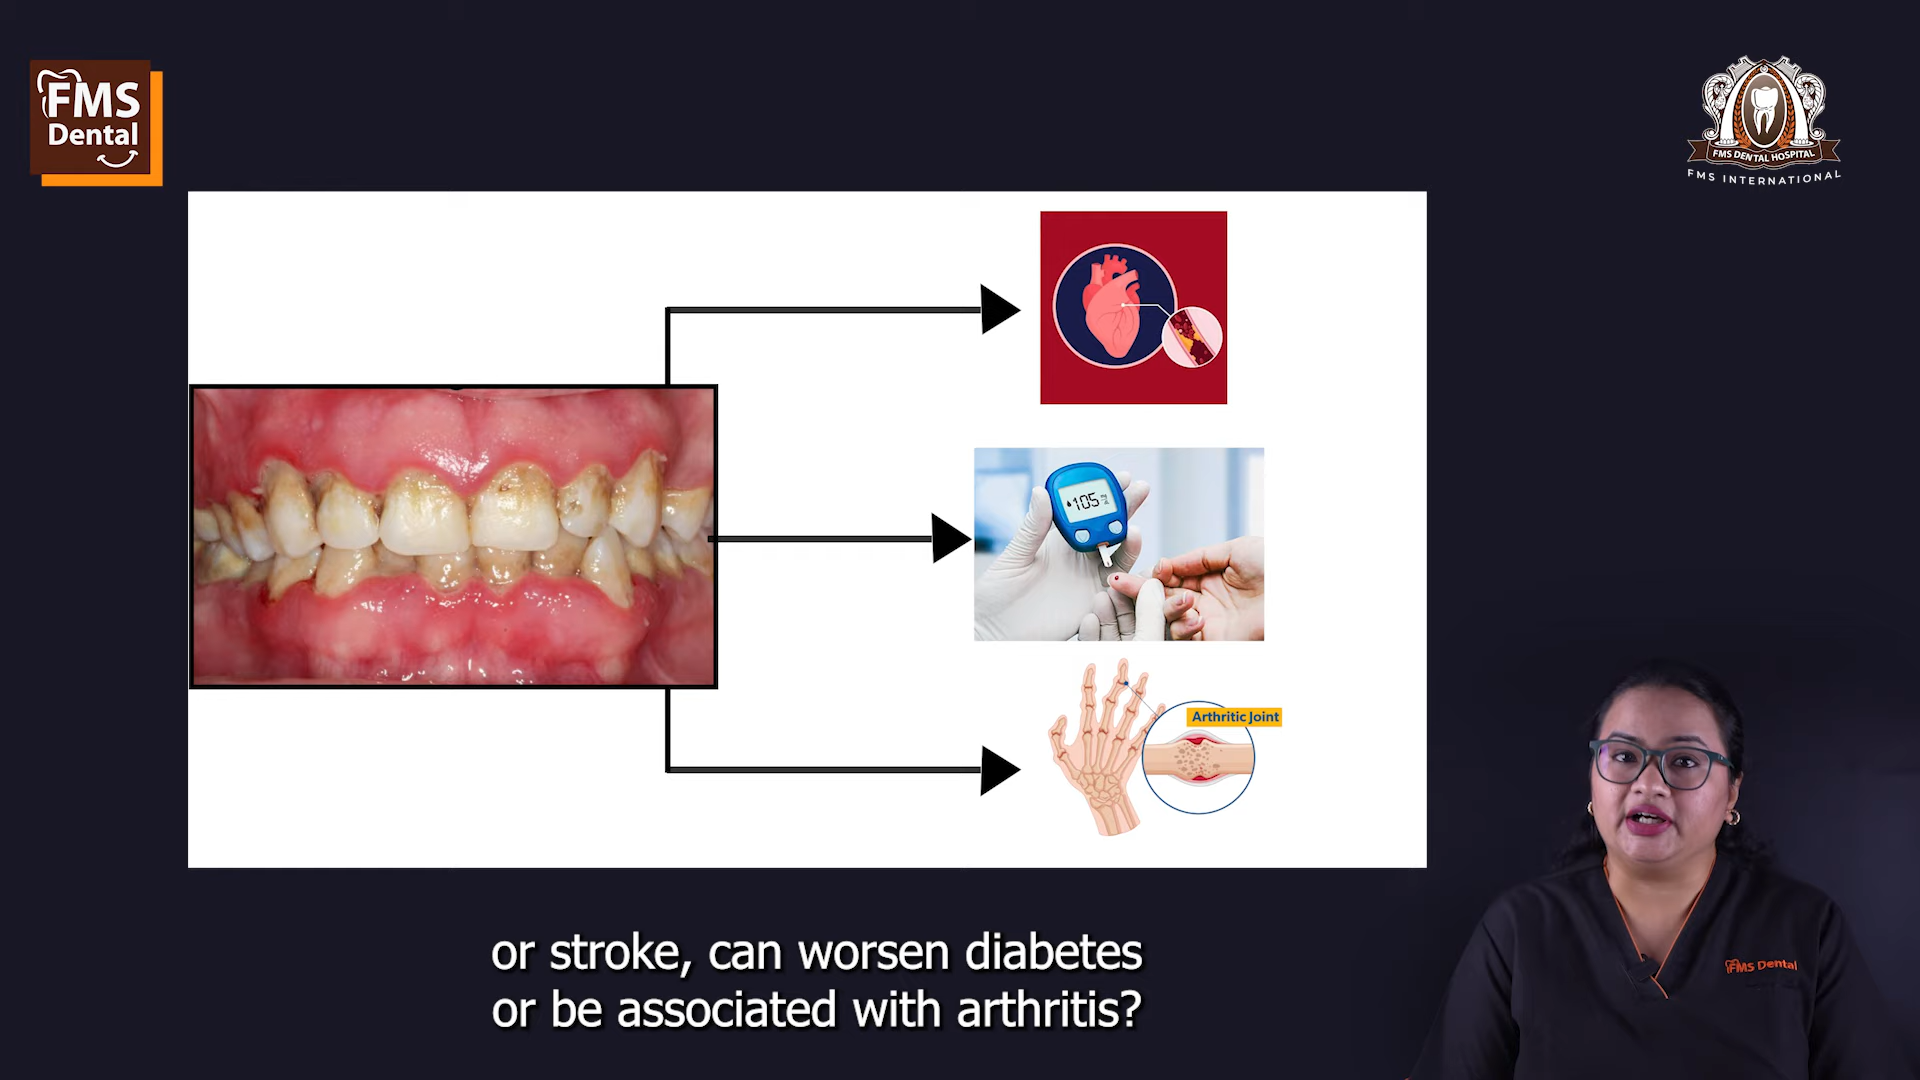 FMS
Dental
FMS DENTAL HOSPITAL
FMS INTERNATIONAL
105
Arthritic Joint
FMS Dental
or stroke, can worsen diabetes
or be associated with arthritis?